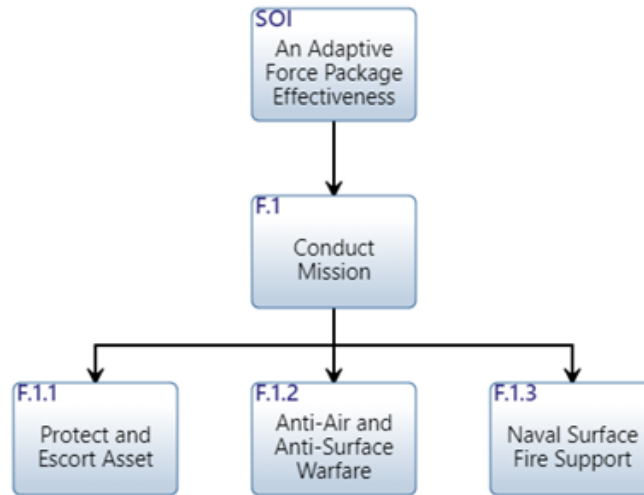 SOI
An Adaptive
Force Package
Effectiveness
F.1
Conduct
Mission
F.1.1
Protect and
Escort Asset
F.1.2
Anti-Air and
Anti-Surface
Warfare
F.1.3
Naval Surface
Fire Support